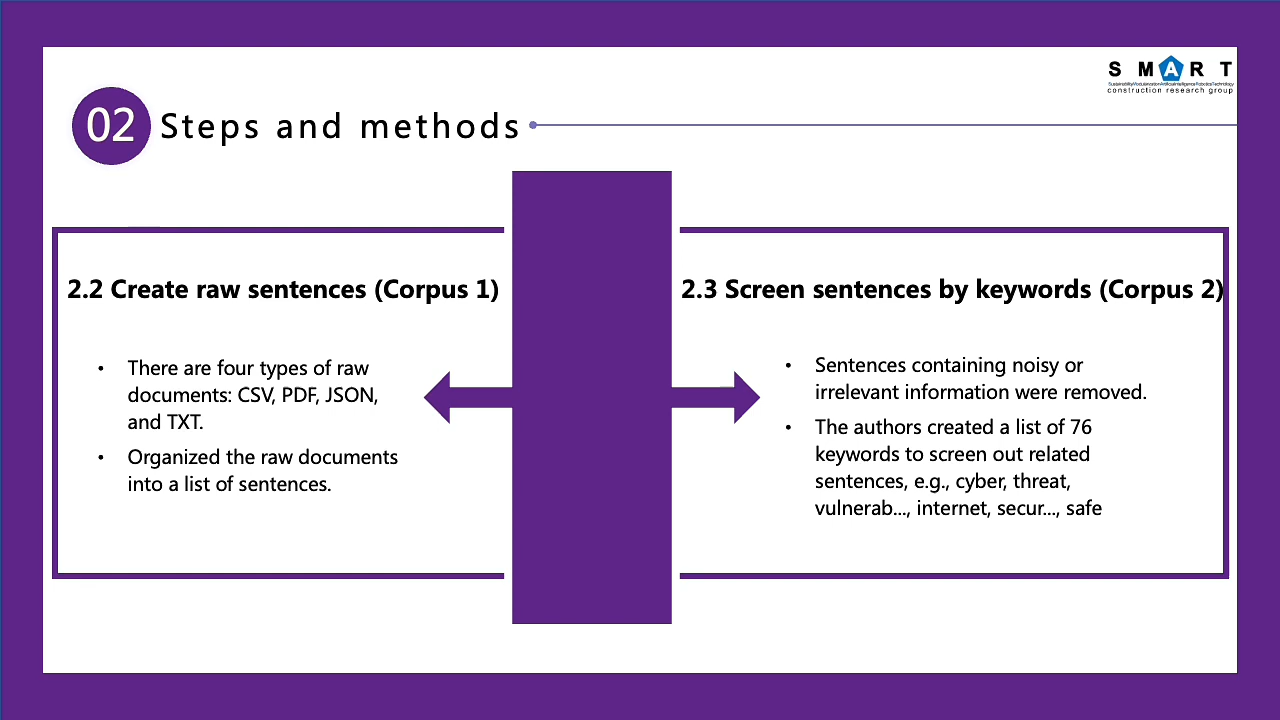 S M A R T
construction research group
02 Steps and methods
2.2 Create raw sentences (Corpus 1)
• There are four types of raw
documents: CSV, PDF, JSON,
and TXT.
• Organized the raw documents
into a list of sentences.
2.3 Screen sentences by keywords (Corpus 2)
• Sentences containing noisy or
irrelevant information were removed.
• The authors created a list of 76
keywords to screen out related
sentences, e.g., cyber, threat,
vulnerab..., internet, secur..., safe